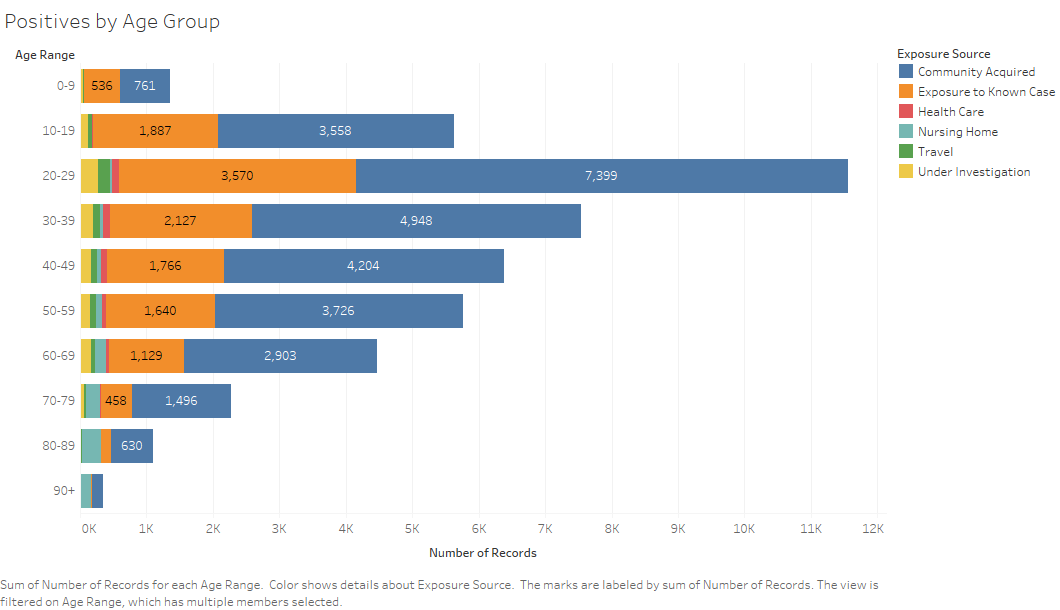 Positives by Age Group
Age Range
Exposure Source
Community Acquired
Exposure to Known Case
Health Care
Nursing Home
Travel
Under Investigation
0-9 536 761
10-19 1,887 3,558
20-29 3,570 7,399
30-39 2,127 4,948
40-49 1,766 4,204
50-59 1,640 3,726
60-69 1,129 2,903
70-79 458 1,496
80-89 630
90+
0K 1K 2K 3K 4K 5K 6K 7K 8K 9K 10K 11K 12K
Number of Records
Sum of Number of Records for each Age Range. Color shows details about Exposure Source. The marks are labeled by sum of Number of Records. The view is
filtered on Age Range, which has multiple members selected.